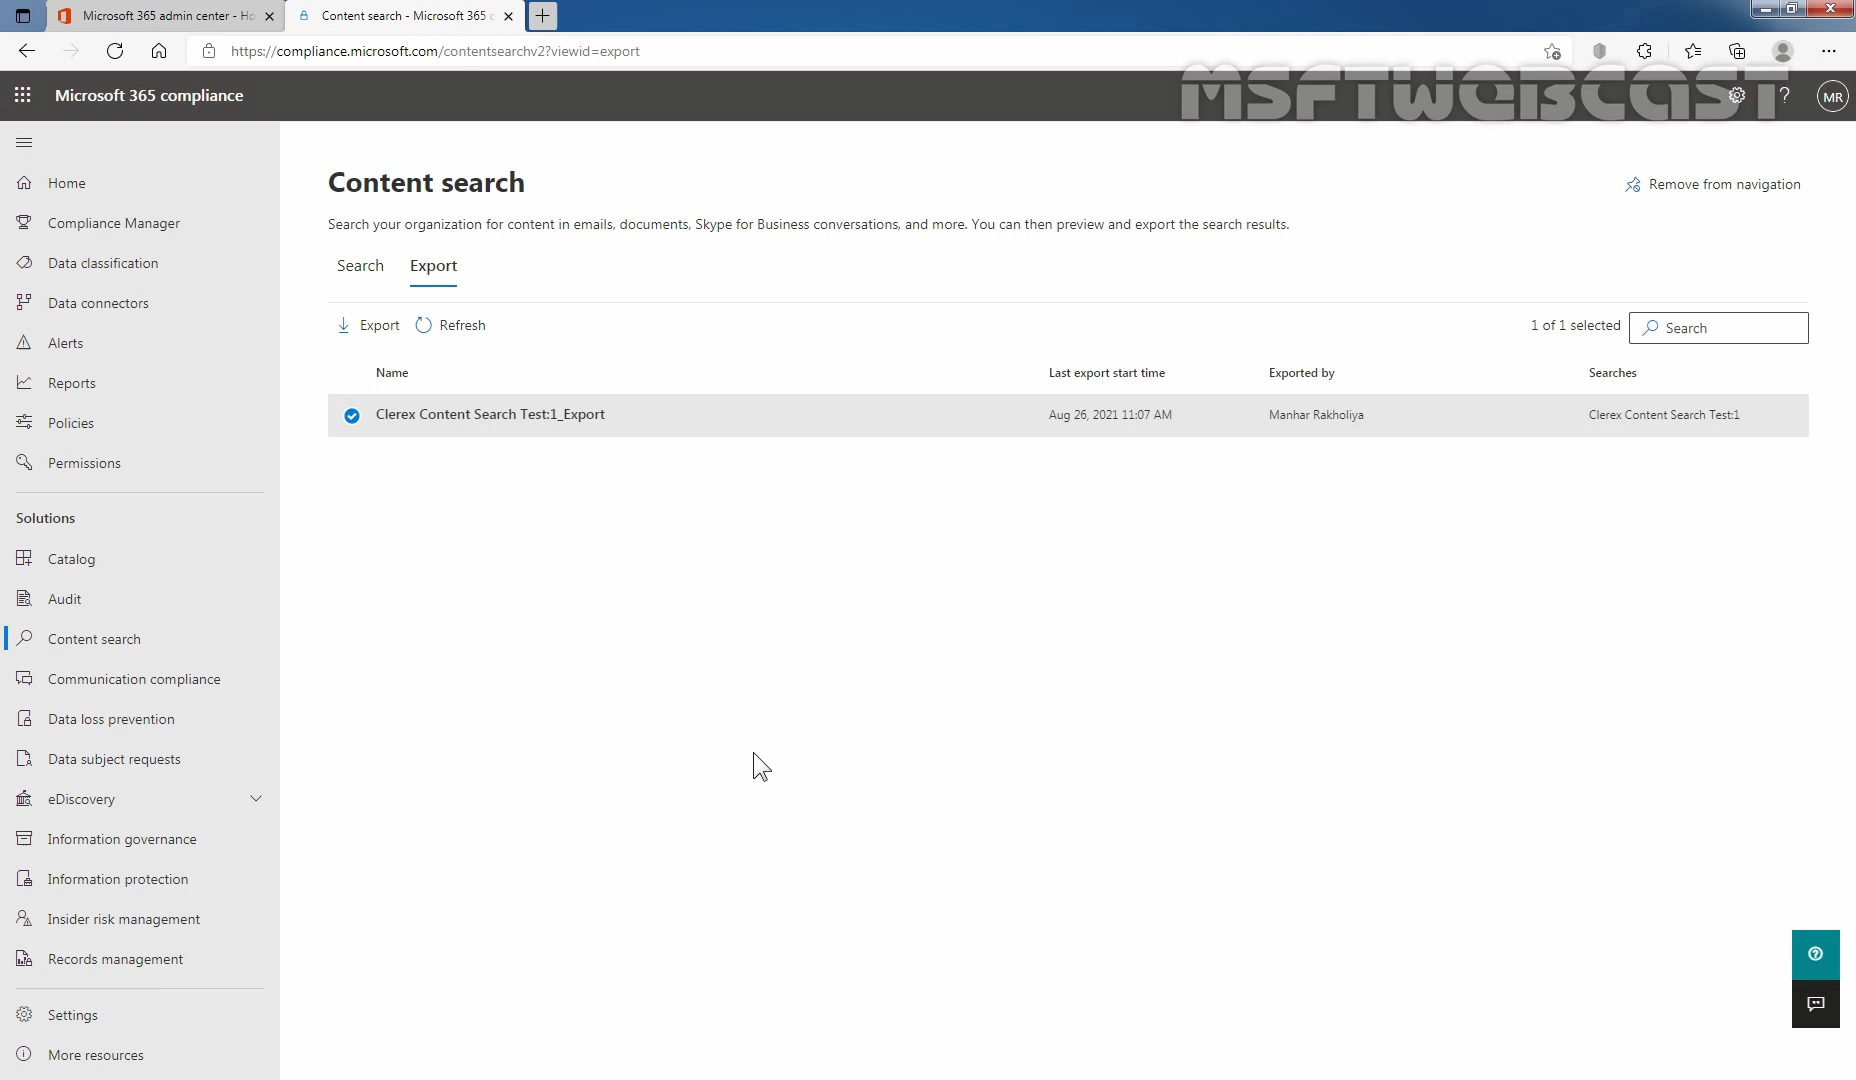 Microsoft 365 admin center - Ho
Content search - Microsoft 365 c
https://compliance.microsoft.com/contentsearchv2?viewid=export
Microsoft 365 compliance
MSFTWEBCAST
MR
Home
Compliance Manager
Data classification
Data connectors
Alerts
Reports
Policies
Permissions
Solutions
Catalog
Audit
Content search
Communication compliance
Data loss prevention
Data subject requests
eDiscovery
Information governance
Information protection
Insider risk management
Records management
Settings
More resources
Content search
Remove from navigation
Search your organization for content in emails, documents, Skype for Business conversations, and more. You can then preview and export the search results.
Search Export
Export Refresh 1 of 1 selected Search
Name Last export start time Exported by Searches
Clerex Content Search Test:1_Export Aug 26, 2021 11:07 AM Manhar Rakholiya Clerex Content Search Test:1